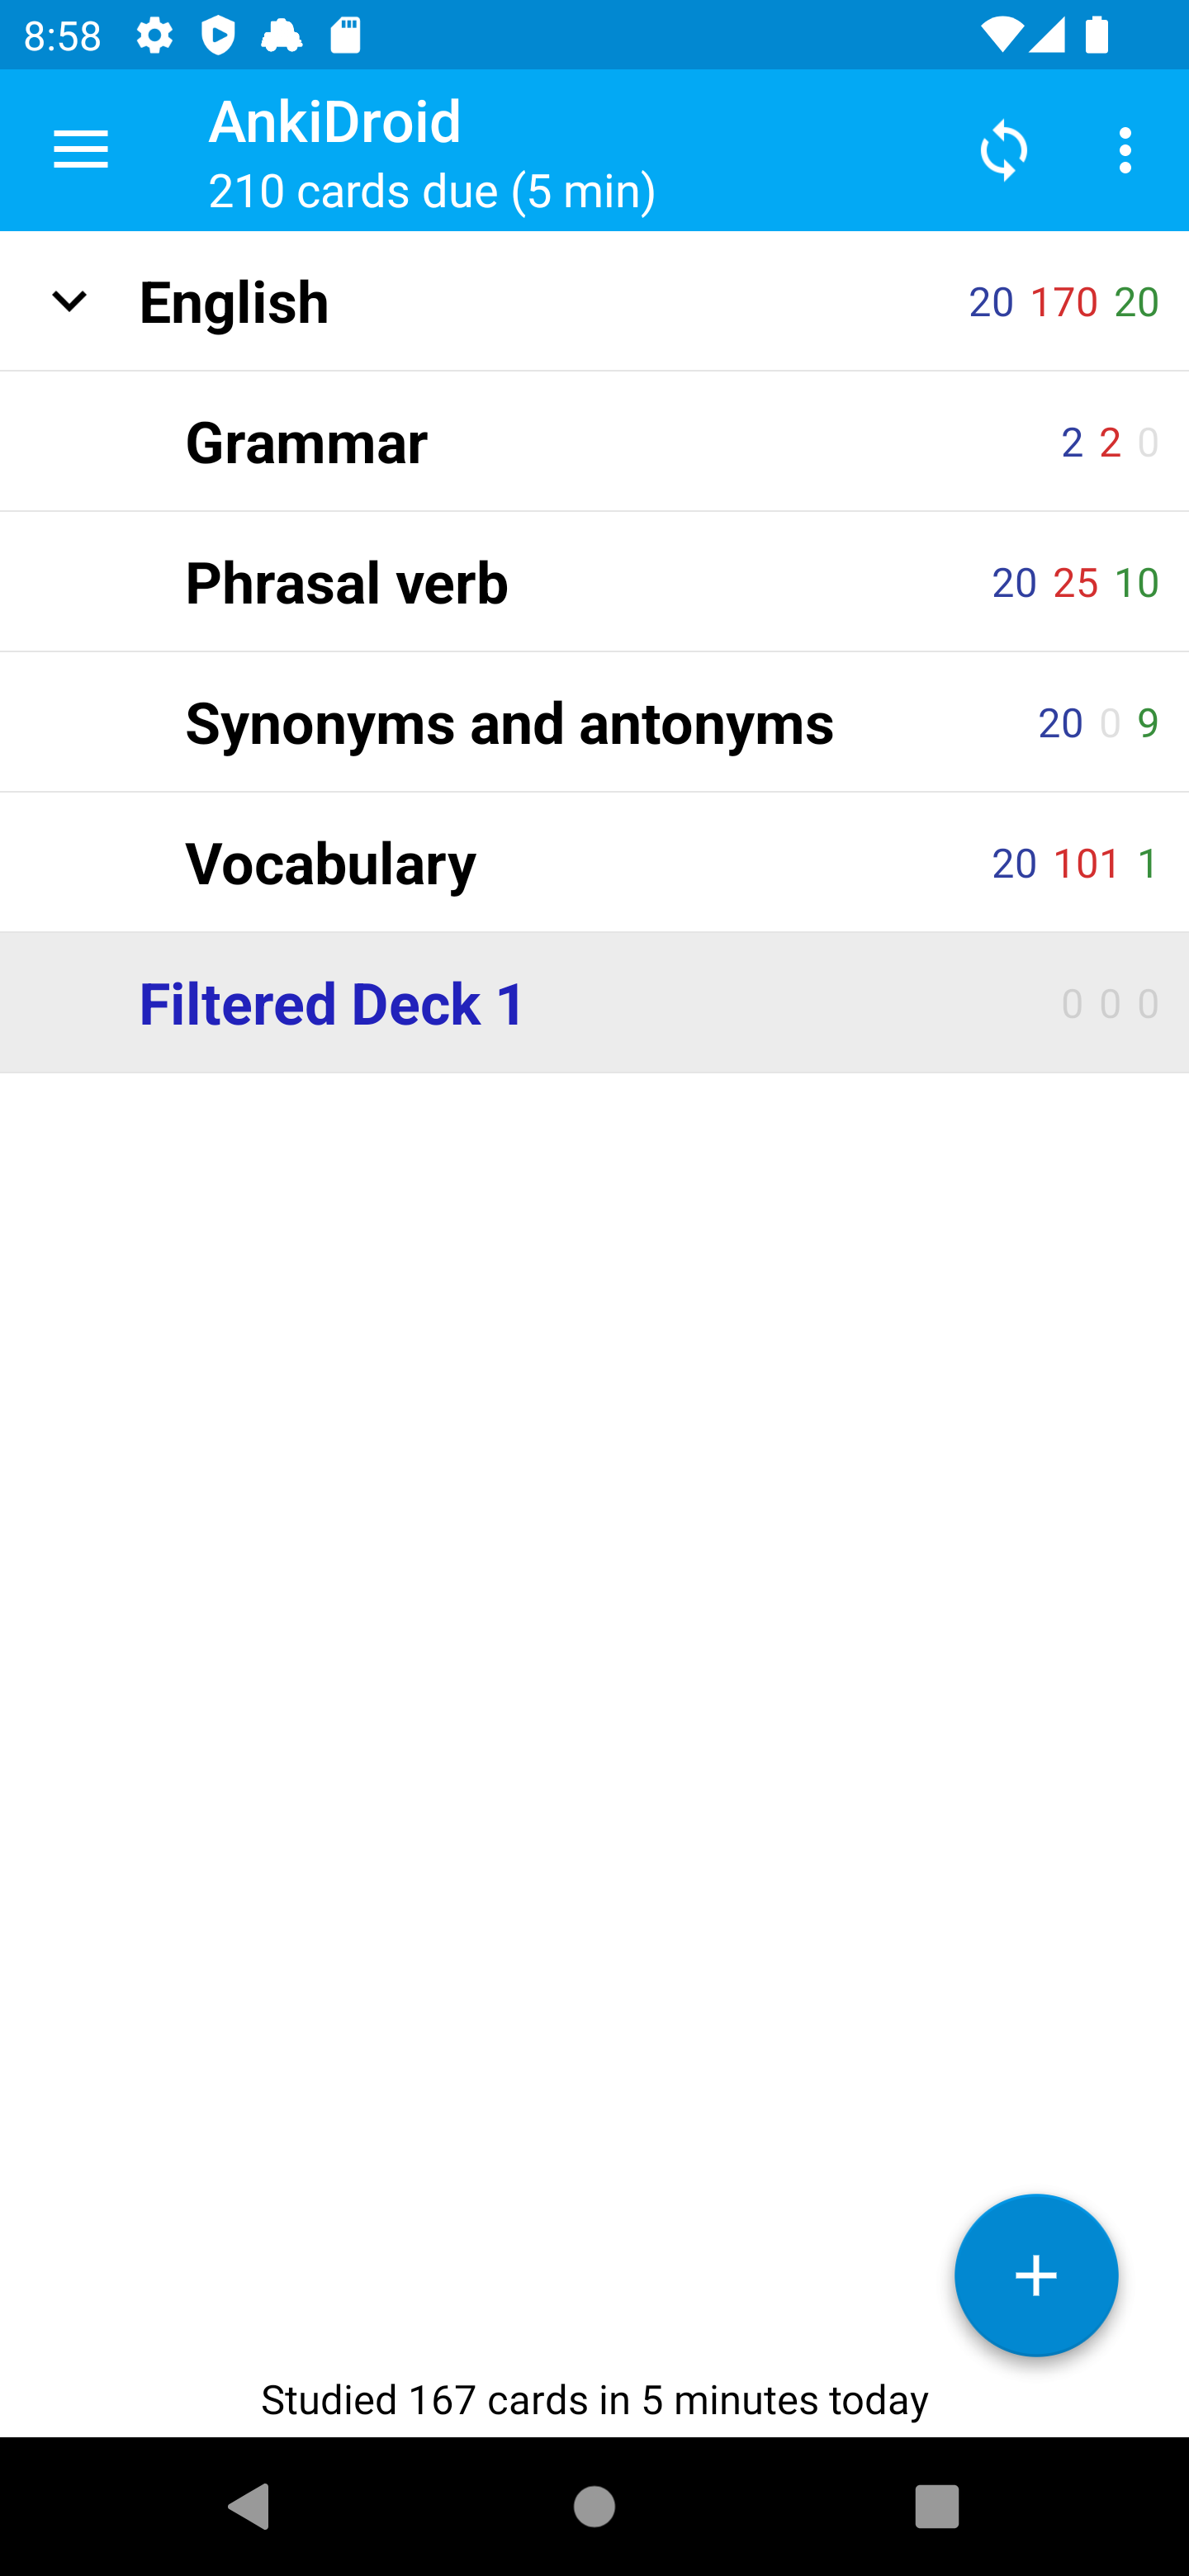 8:58
AnkiDroid
210 cards due (5 min)
English 20 170 20
Grammar 2 2 0
Phrasal verb 20 25 10
Synonyms and antonyms 20 0 9
Vocabulary 20 101 1
Filtered Deck 1 0 0 0
Studied 167 cards in 5 minutes today